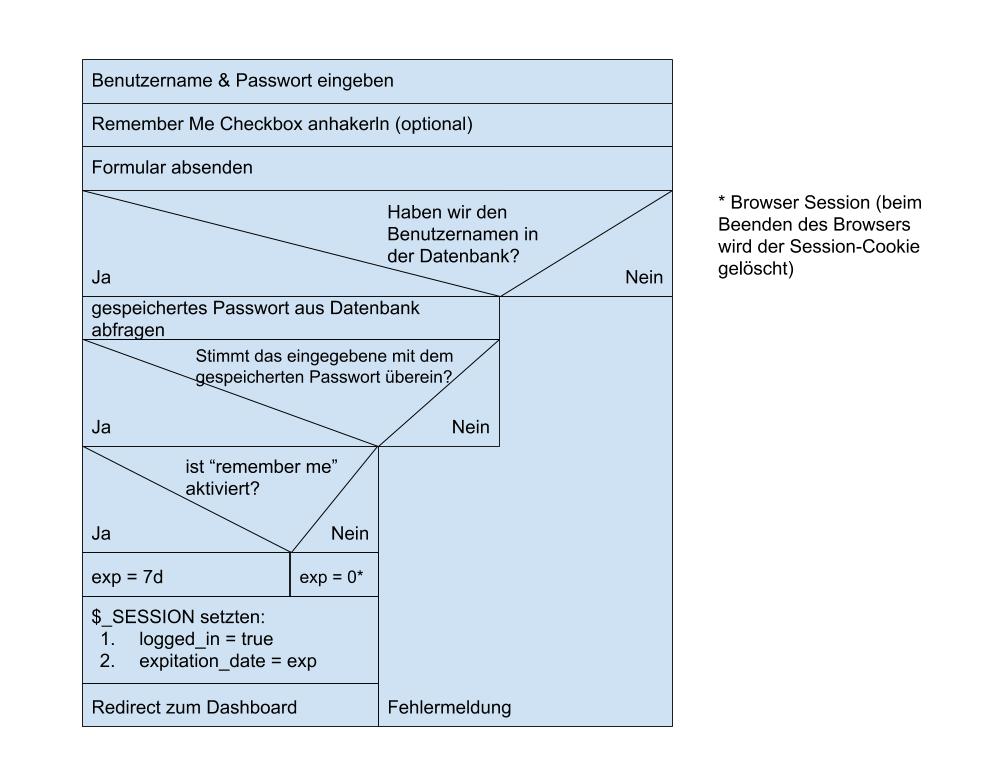 Benutzername & Passwort eingeben
Remember Me Checkbox anhakerln (optional)
Formular absenden
Haben wir den
Benutzernamen in
der Datenbank?
Ja
Nein
* Browser Session (beim
Beenden des Browsers
wird der Session-Cookie
gelöscht)
gespeichertes Passwort aus Datenbank
abfragen
Stimmt das eingegebene mit dem
gespeicherten Passwort überein?
Ja
Nein
ist “remember me”
aktiviert?
Ja
Nein
exp = 7d
exp = 0*
$_SESSION setzten:
1. logged_in = true
2. expitation_date = exp
Redirect zum Dashboard
Fehlermeldung